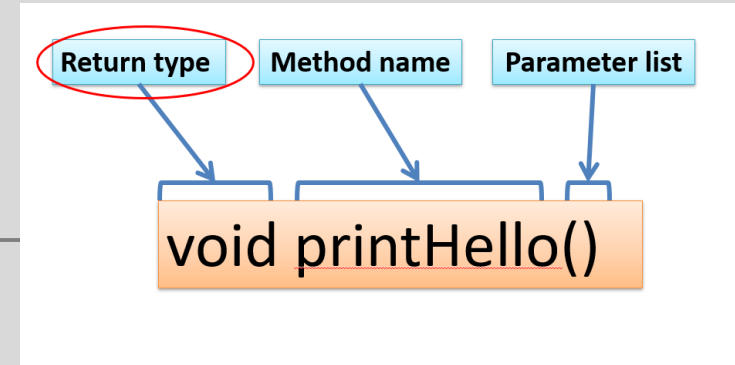 Return type
Method name
Parameter list
void printHello()